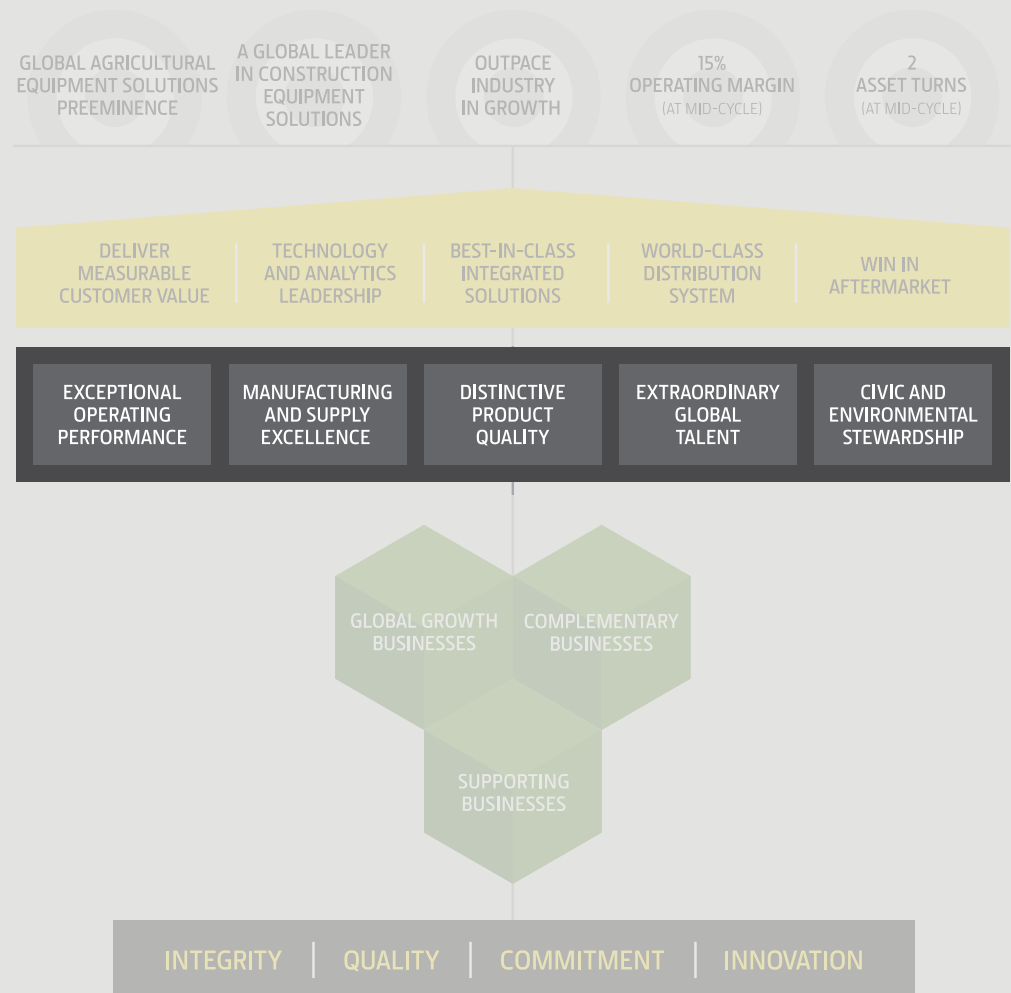 GLOBAL AGRICULTURAL
EQUIPMENT SOLUTIONS
PREEMINENCE
A GLOBAL LEADER
IN CONSTRUCTION
EQUIPMENT
SOLUTIONS
OUTPACE
INDUSTRY
IN GROWTH
15%
OPERATING MARGIN
(AT MID-CYCLE)
2
ASSET TURNS
(AT MID-CYCLE)
DELIVER
MEASURABLE
CUSTOMER VALUE
TECHNOLOGY
AND ANALYTICS
LEADERSHIP
BEST-IN-CLASS
INTEGRATED
SOLUTIONS
WORLD-CLASS
DISTRIBUTION
SYSTEM
WIN IN
AFTERMARKET
EXCEPTIONAL
OPERATING
PERFORMANCE
MANUFACTURING
AND SUPPLY
EXCELLENCE
DISTINCTIVE
PRODUCT
QUALITY
EXTRAORDINARY
GLOBAL
TALENT
CIVIC AND
ENVIRONMENTAL
STEWARDSHIP
GLOBAL GROWTH
BUSINESSES
COMPLEMENTARY
BUSINESSES
SUPPORTING
BUSINESSES
INTEGRITY
QUALITY
COMMITMENT
INNOVATION